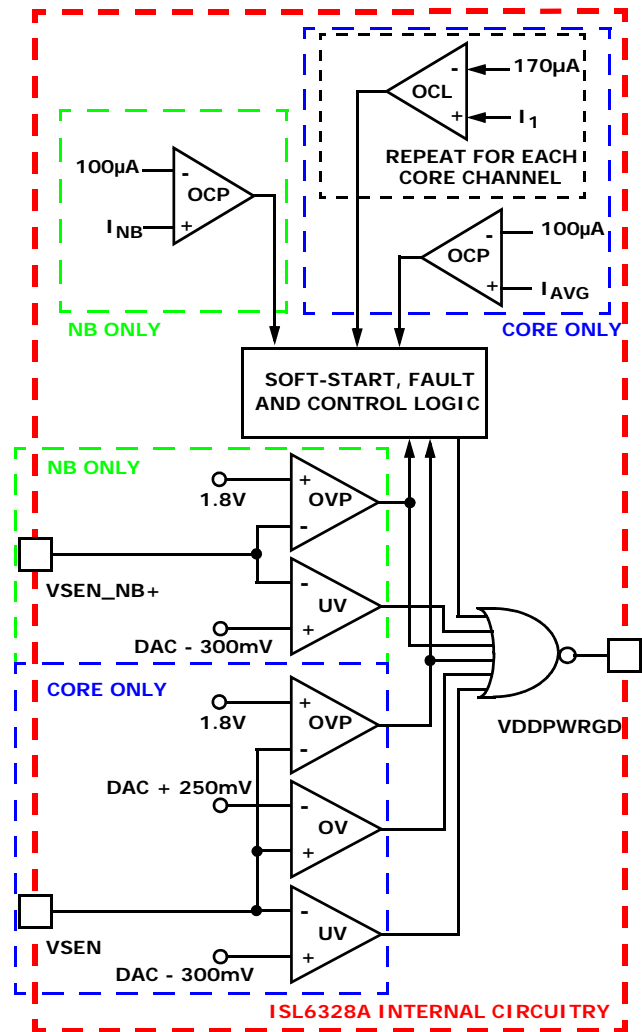 170µA
-
OCL
+
I1
REPEAT FOR EACH
CORE CHANNEL
100µA
-
OCP
INB
+
100µA
-
OCP
+
IAVG
NB ONLY
CORE ONLY
SOFT-START, FAULT
AND CONTROL LOGIC
NB ONLY
+
1.8V
OVP
-
VSEN_NB+
-
UV
+
DAC - 300mV
CORE ONLY
+
1.8V
OVP
-
VDDPWRGD
DAC + 250mV
-
OV
+
-
VSEN
UV
+
DAC - 300mV
ISL6328A INTERNAL CIRCUITRY